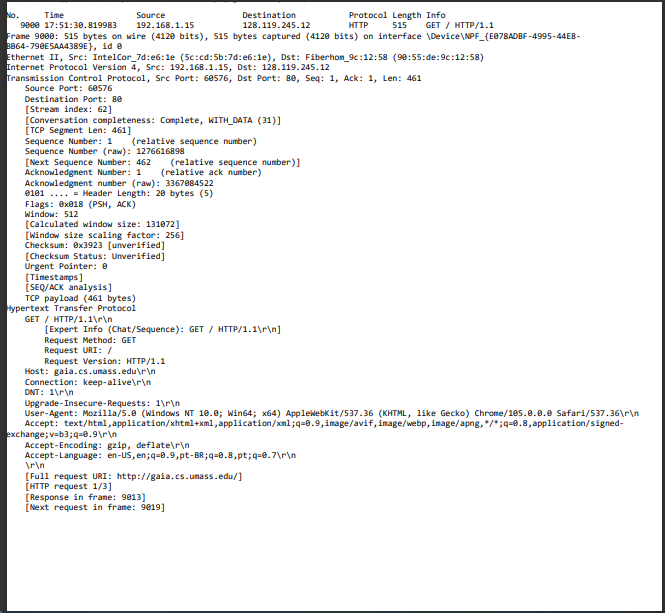 No. Time Source Destination Protocol Length Info
9000 17:51:30.819983 192.168.1.15 128.119.245.12 HTTP 515 GET / HTTP/1.1
Frame 9000: 515 bytes on wire (4120 bits), 515 bytes captured (4120 bits) on interface \Device\NPF_{E078ADBF-4995-44E8-
BB64-790E5AA4389E}, id 0
Ethernet II, Src: IntelCor_7d:e6:1e (5c:cd:5b:7d:e6:1e), Dst: Fiberhom_9c:12:58 (90:55:de:9c:12:58)
Internet Protocol Version 4, Src: 192.168.1.15, Dst: 128.119.245.12
Transmission Control Protocol, Src Port: 60576, Dst Port: 80, Seq: 1, Ack: 1, Len: 461
Source Port: 60576
Destination Port: 80
[Stream index: 62]
[Conversation completeness: Complete, WITH_DATA (31)]
[TCP Segment Len: 461]
Sequence Number: 1 (relative sequence number)
Sequence Number (raw): 1276616898
[Next Sequence Number: 462 (relative sequence number)]
Acknowledgment Number: 1 (relative ack number)
Acknowledgment number (raw): 3367084522
0101 .... = Header Length: 20 bytes (5)
Flags: 0x018 (PSH, ACK)
Window: 512
[Calculated window size: 131072]
[Window size scaling factor: 256]
Checksum: 0x3923 [unverified]
[Checksum Status: Unverified]
Urgent Pointer: 0
[Timestamps]
[SEQ/ACK analysis]
TCP payload (461 bytes)
Hypertext Transfer Protocol
GET / HTTP/1.1\r\n
[Expert Info (Chat/Sequence): GET / HTTP/1.1\r\n]
Request Method: GET
Request URI: /
Request Version: HTTP/1.1
Host: gaia.cs.umass.edu\r\n
Connection: keep-alive\r\n
DNT: 1\r\n
Upgrade-Insecure-Requests: 1\r\n
User-Agent: Mozilla/5.0 (Windows NT 10.0; Win64; x64) AppleWebKit/537.36 (KHTML, like Gecko) Chrome/105.0.0.0 Safari/537.36\r\n
Accept: text/html,application/xhtml+xml,application/xml;q=0.9,image/avif,image/webp,image/apng,*/*;q=0.8,application/signed-
exchange;v=b3;q=0.9\r\n
Accept-Encoding: gzip, deflate\r\n
Accept-Language: en-US,en;q=0.9,pt-BR;q=0.8,pt;q=0.7\r\n
\r\n
[Full request URI: http://gaia.cs.umass.edu/]
[HTTP request 1/3]
[Response in frame: 9013]
[Next request in frame: 9019]